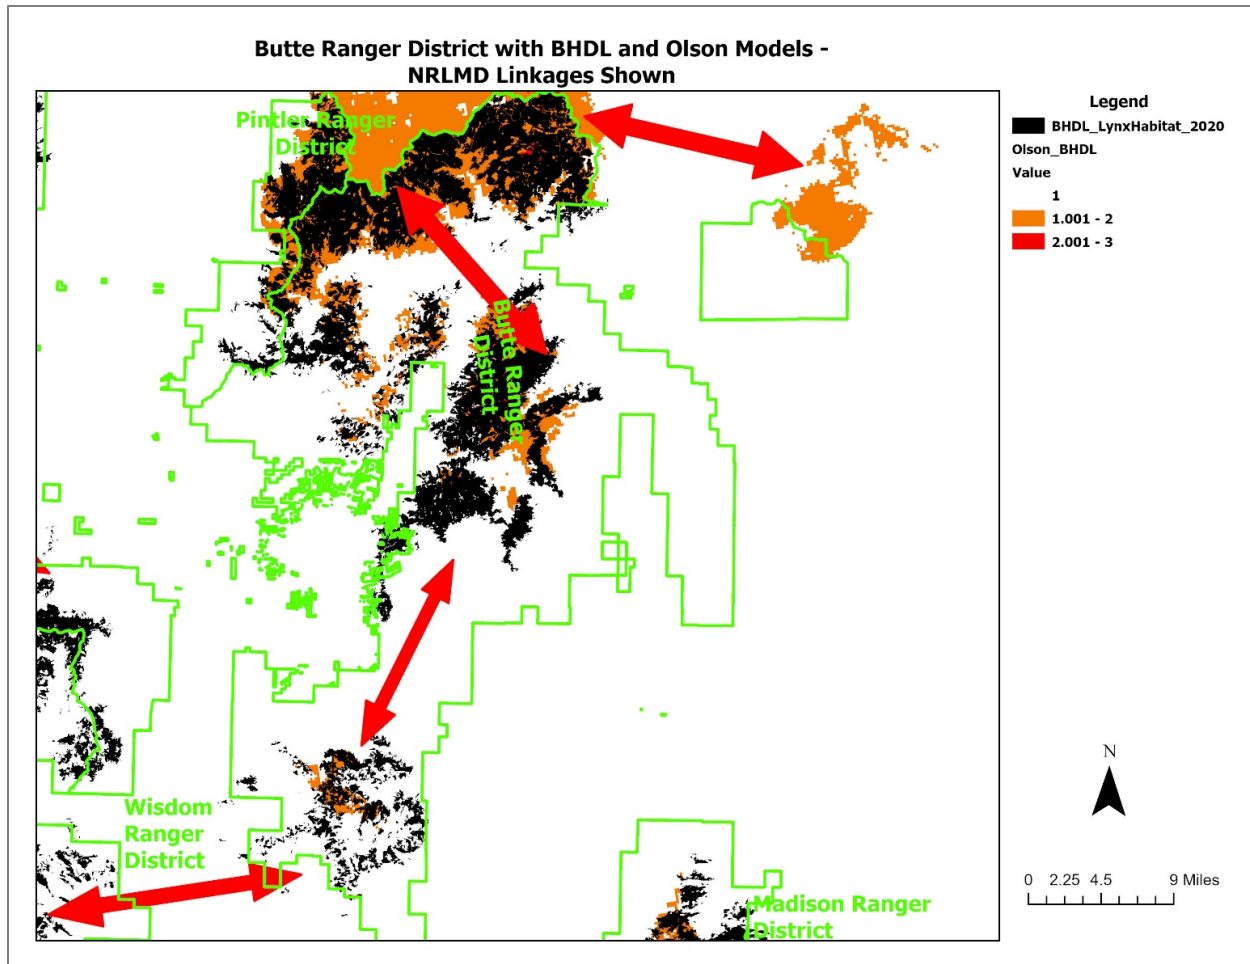 Butte Ranger District with BHDL and Olson Models -
NRLMD Linkages Shown
Pintler Ranger
District
Butte Ranger
District
Wisdom
Ranger
District
Madison Ranger
District
Legend
BHDL_LynxHabitat_2020
Olson_BHDL
Value
1
1.001 - 2
2.001 - 3
N
0 2.25 4.5 9 Miles